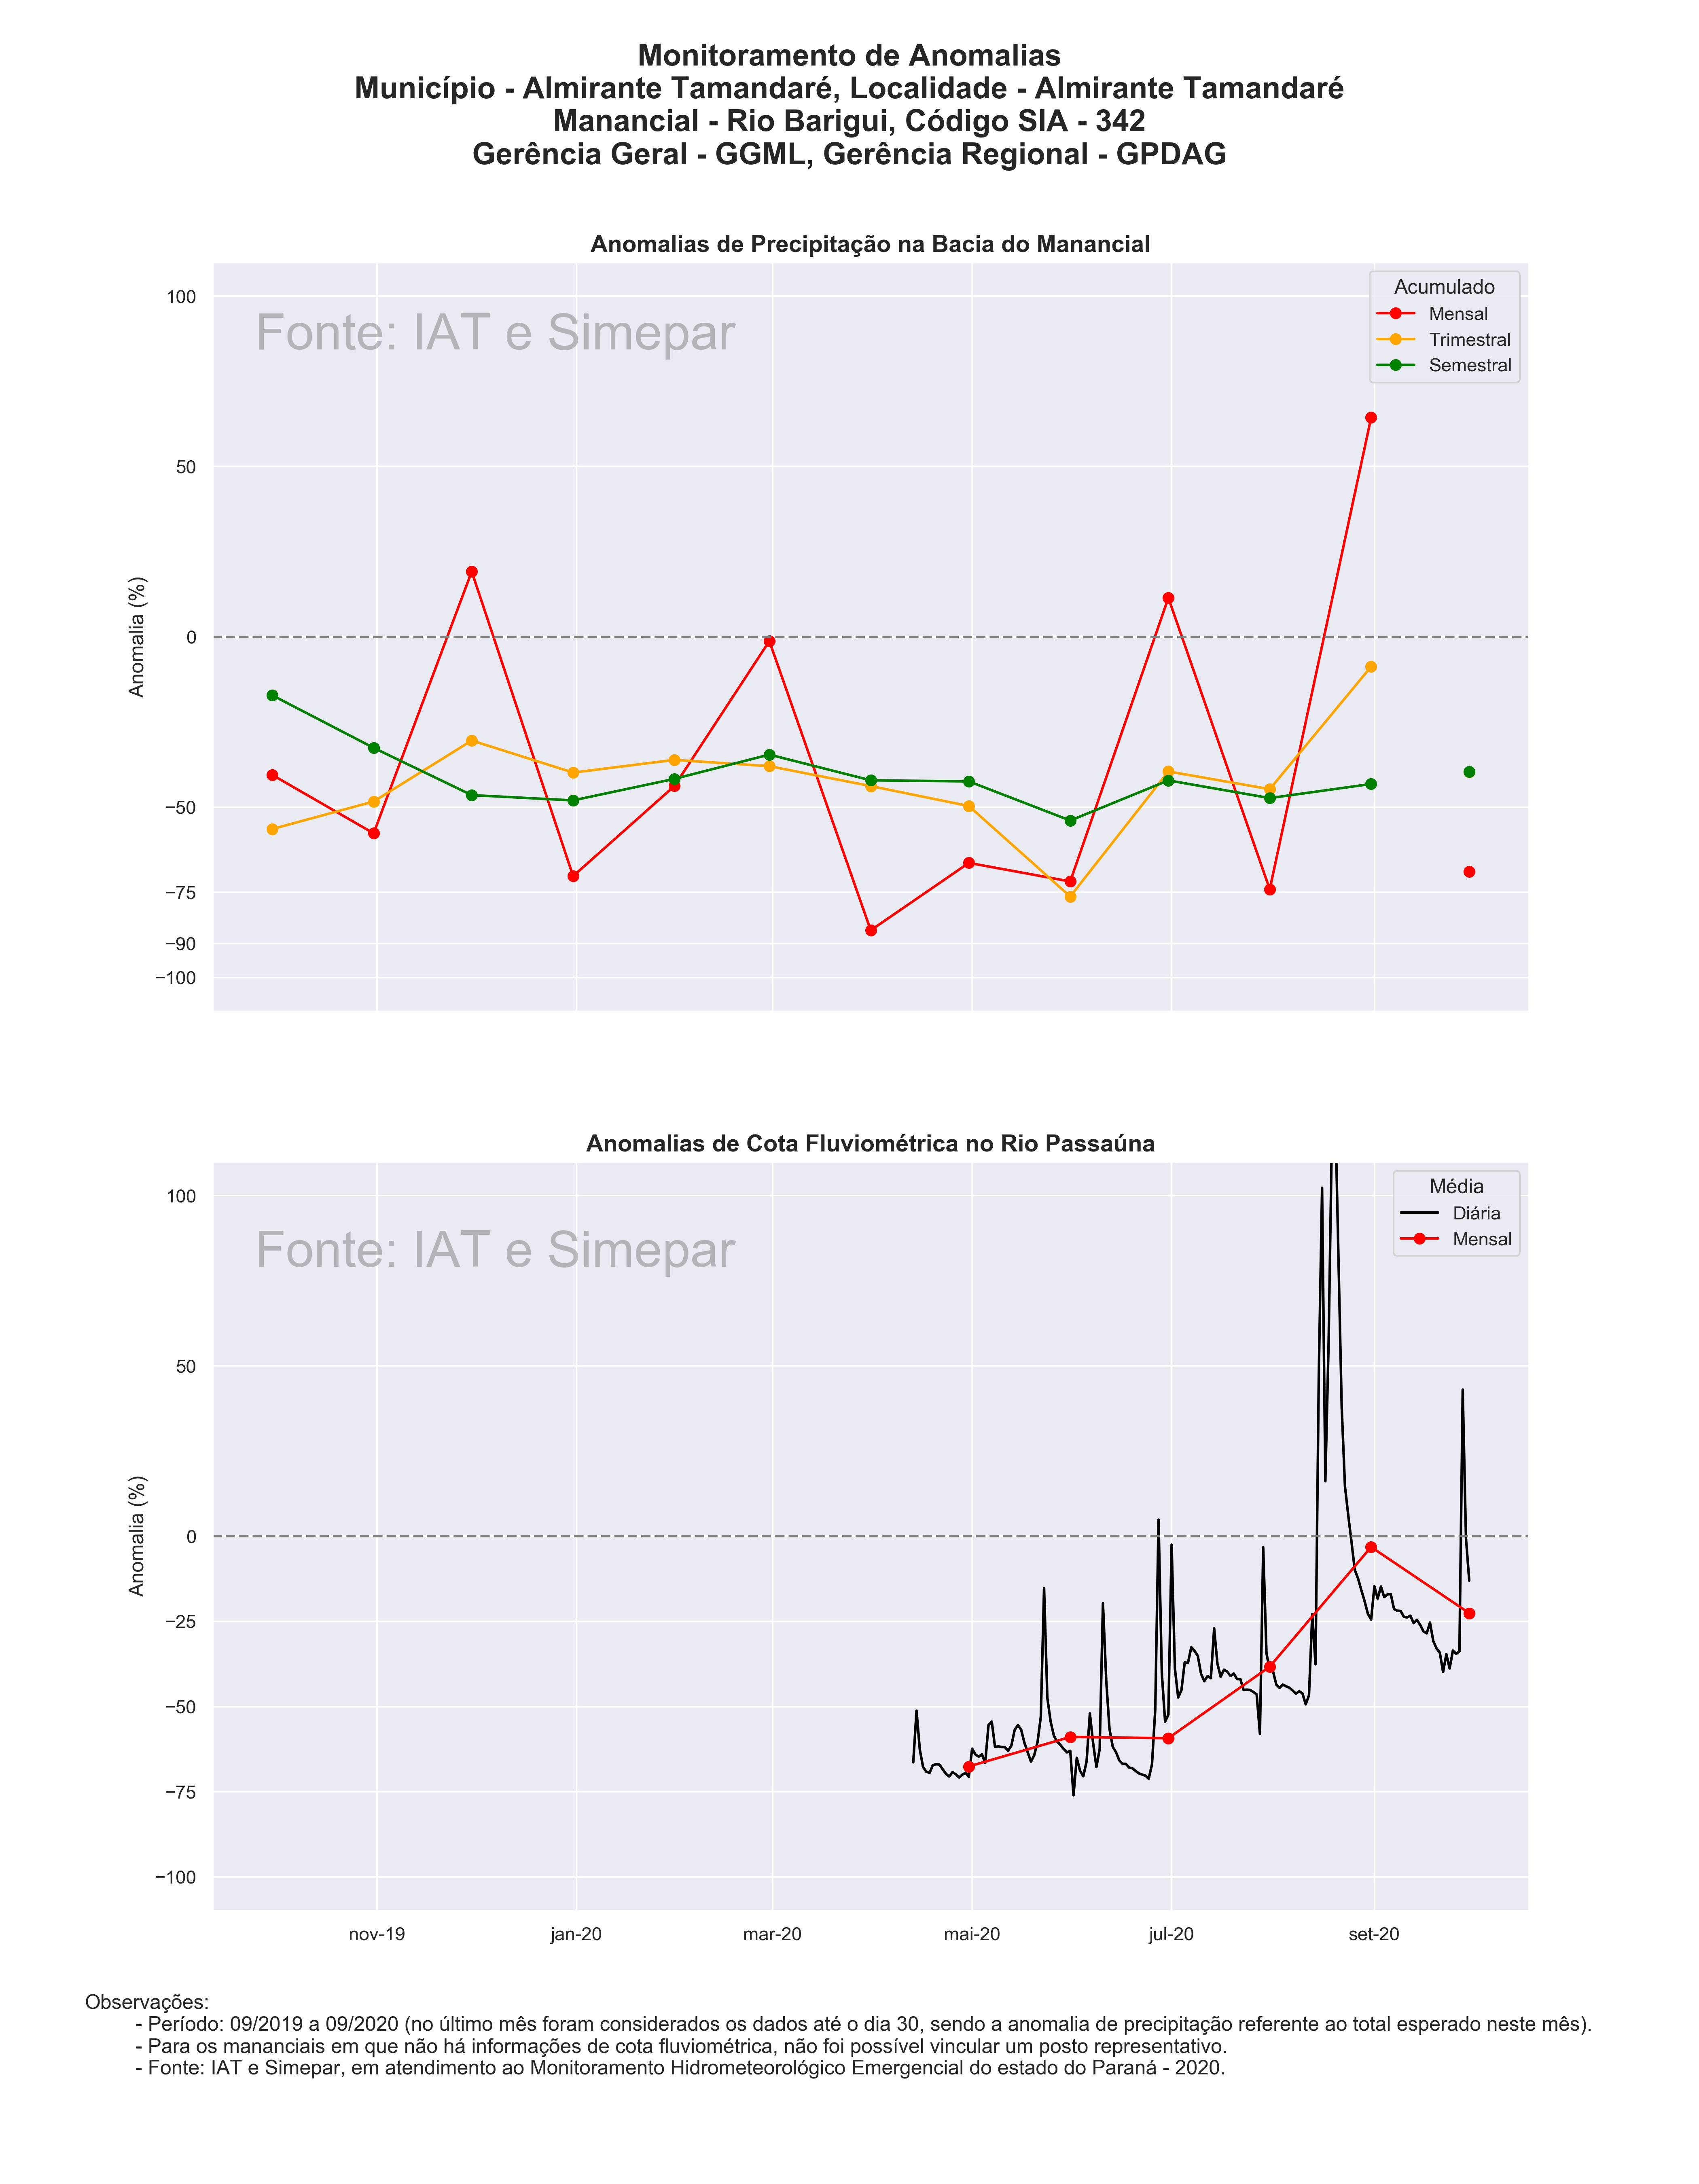 Monitoramento de Anomalias
Município - Almirante Tamandaré, Localidade - Almirante Tamandaré
Manancial - Rio Barigui, Código SIA - 342
Gerência Geral - GGML, Gerência Regional - GPDAG
Anomalias de Precipitação na Bacia do Manancial
Fonte: IAT e Simepar
Acumulado
Mensal
Trimestral
Semestral
Anomalia (%)
100
50
0
−50
−75
−90
−100
Anomalias de Cota Fluviométrica no Rio Passaúna
Fonte: IAT e Simepar
Média
Diária
Mensal
Anomalia (%)
100
50
0
−25
−50
−75
−100
nov-19 jan-20 mar-20 mai-20 jul-20 set-20
Observações:
- Período: 09/2019 a 09/2020 (no último mês foram considerados os dados até o dia 30, sendo a anomalia de precipitação referente ao total esperado neste mês).
- Para os mananciais em que não há informações de cota fluviométrica, não foi possível vincular um posto representativo.
- Fonte: IAT e Simepar, em atendimento ao Monitoramento Hidrometeorológico Emergencial do estado do Paraná - 2020.